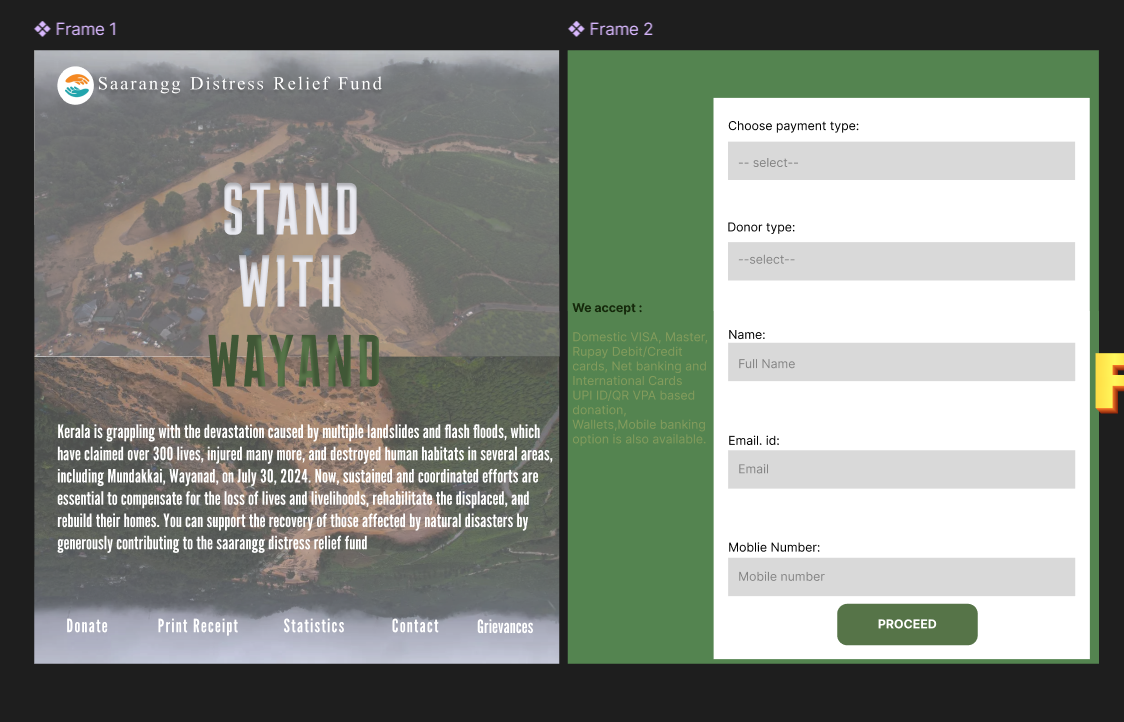 Frame 1
Saarangg Distress Relief Fund
STAND
WITH
WAYAND
Kerala is grappling with the devastation caused by multiple landslides and flash floods, which
have claimed over 300 lives, injured many more, and destroyed human habitats in several areas,
including Mundakkai, Wayanad, on July 30, 2024. Now, sustained and coordinated efforts are
essential to compensate for the loss of lives and livelihoods, rehabilitate the displaced, and
rebuild their homes. You can support the recovery of those affected by natural disasters by
generously contributing to the saarangg distress relief fund
Donate Print Receipt Statistics Contact Grievances
Frame 2
We accept :
Domestic VISA, Master,
Rupay Debit/Credit
cards, Net banking and
International Cards
UPI ID/QR VPA based
donation,
Wallets,Mobile banking
option is also available.
Choose payment type:
-- select--
Donor type:
--select--
Name:
Full Name
Email. id:
Email
Moblie Number:
Mobile number
PROCEED
F